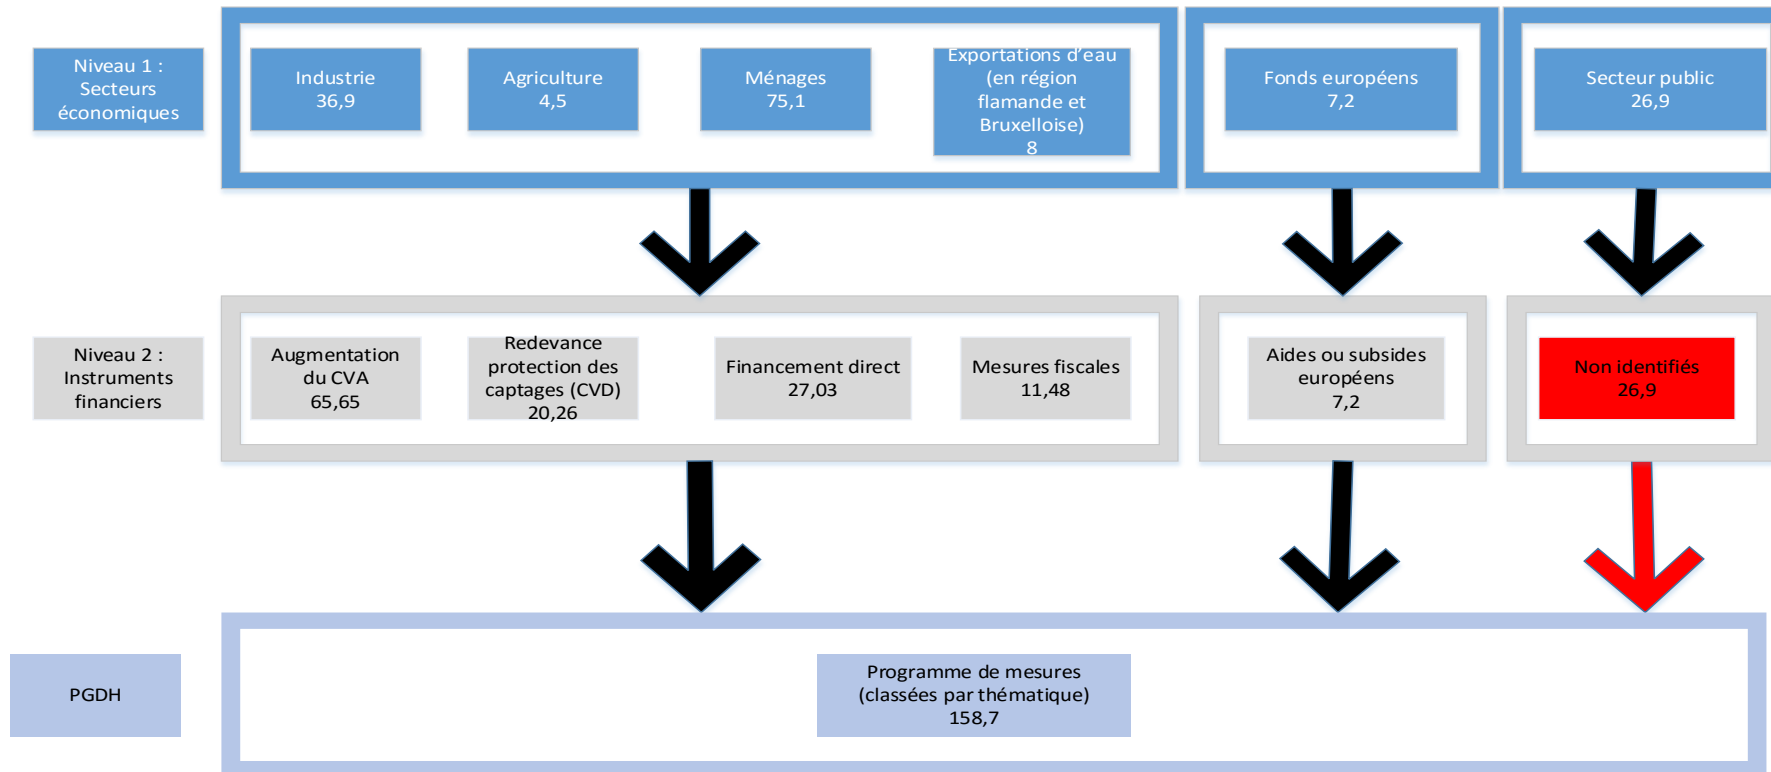 Niveau 1 :
Secteurs
économiques
Industrie
36,9
Agriculture
4,5
Ménages
75,1
Exportations d'eau
(en région
flamande et
Bruxelloise)
8
Fonds européens
7,2
Secteur public
26,9
Niveau 2 :
Instruments
financiers
Augmentation
du CVA
65,65
Redevance
protection des
captages (CVD)
20,26
Financement direct
27,03
Mesures fiscales
11,48
Aides ou subsides
européens
7,2
Non identifiés
26,9
PGDH
Programme de mesures
(classées par thématique)
158,7